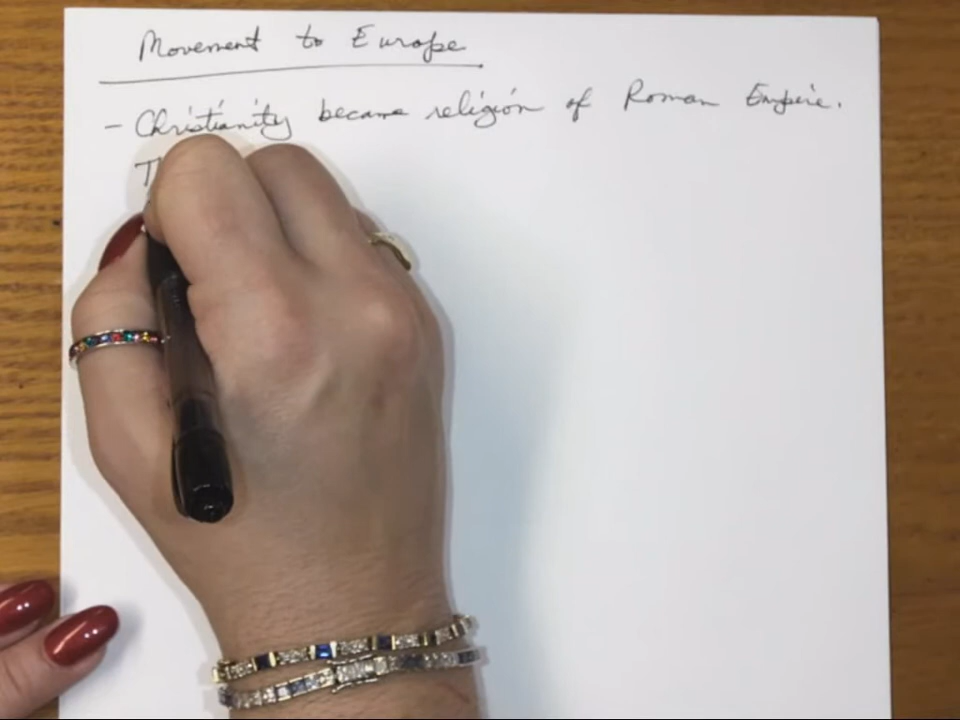 Movement to Europe
- Christianity became religion of Roman Empire.
T